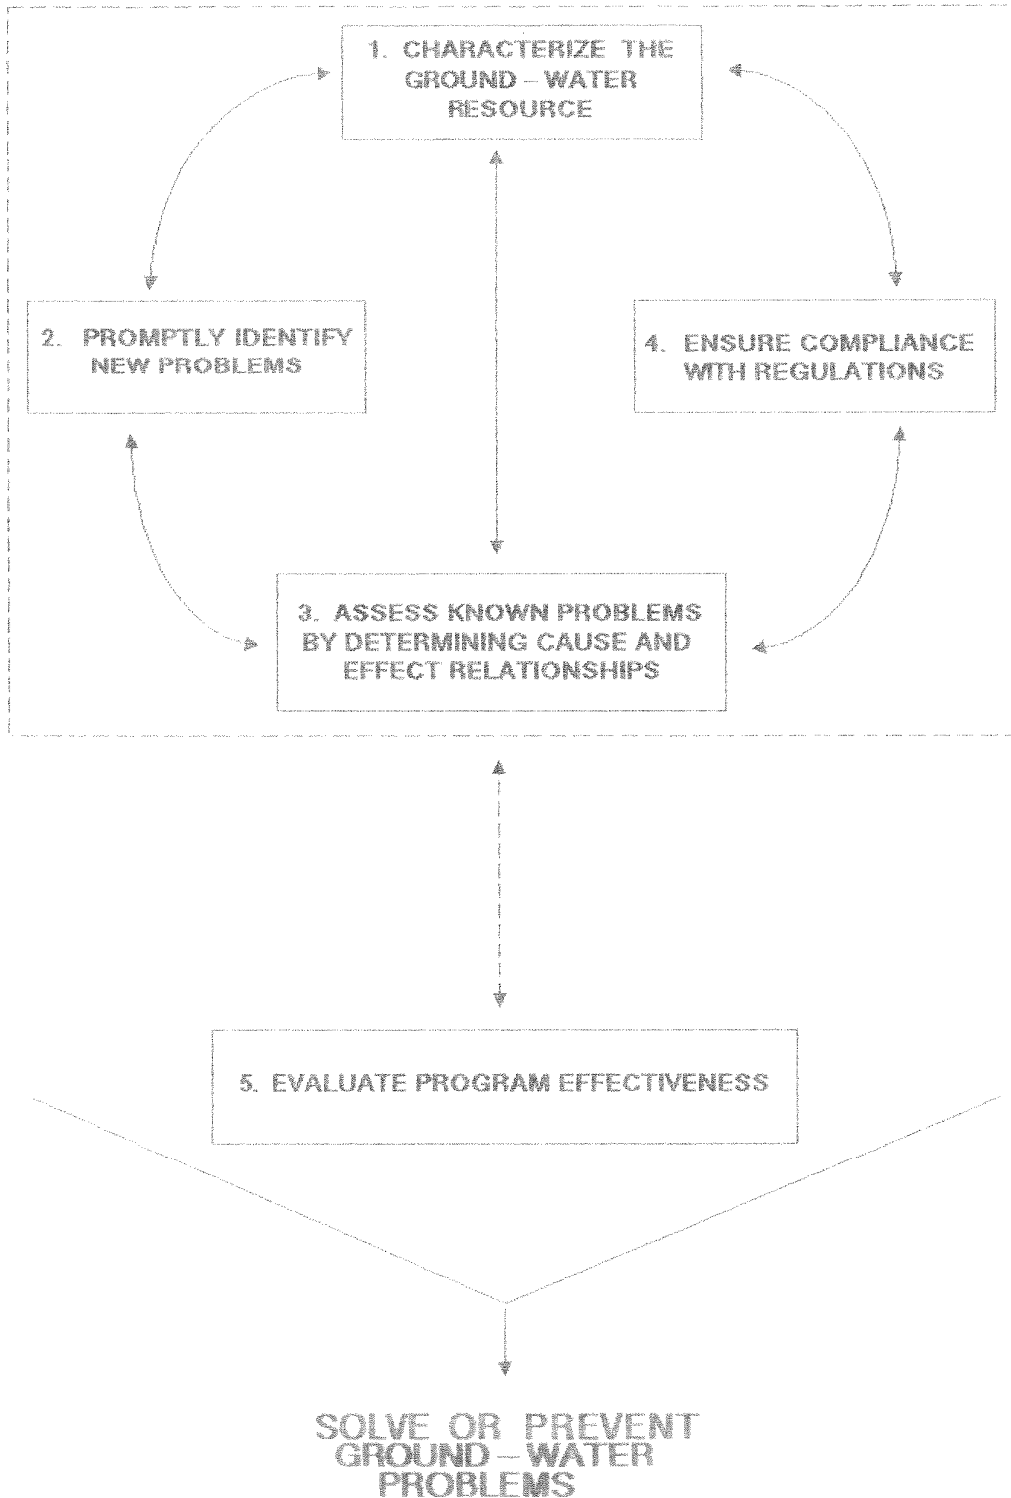 1. CHARACTERIZE THE
GROUND – WATER
RESOURCE
2. PROMPTLY IDENTIFY
NEW PROBLEMS
4. ENSURE COMPLIANCE
WITH REGULATIONS
3. ASSESS KNOWN PROBLEMS
BY DETERMINING CAUSE AND
EFFECT RELATIONSHIPS
5. EVALUATE PROGRAM EFFECTIVENESS
SOLVE OR PREVENT
GROUND – WATER
PROBLEMS